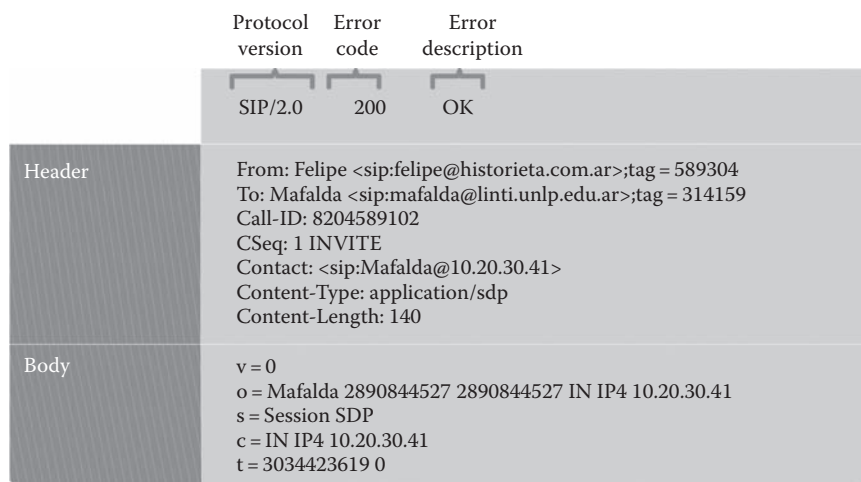 Protocol version
Error code
Error description
SIP/2.0 200 OK
Header
From: Felipe <sip:felipe@historieta.com.ar>;tag = 589304
To: Mafalda <sip:mafalda@linti.unlp.edu.ar>;tag = 314159
Call-ID: 8204589102
CSeq: 1 INVITE
Contact: <sip:Mafalda@10.20.30.41>
Content-Type: application/sdp
Content-Length: 140
Body
v = 0
o = Mafalda 2890844527 2890844527 IN IP4 10.20.30.41
s = Session SDP
c = IN IP4 10.20.30.41
t = 3034423619 0